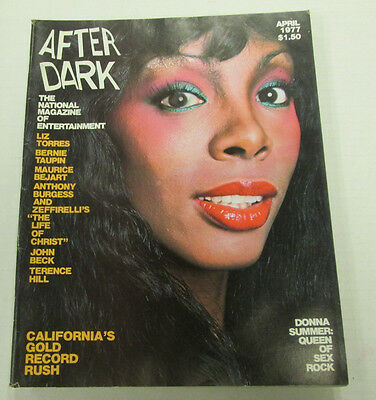 AFTER
DARK
APRIL
1977
$1.50
THE
NATIONAL
MAGAZINE
OF
ENTERTAINMENT
LIZ
TORRES
BERNIE
TAUPIN
MAURICE
BEJART
ANTHONY
BURGESS
AND
ZEFFIRELLI'S
"THE
LIFE
OF
CHRIST"
JOHN
BECK
TERENCE
HILL
CALIFORNIA'S
GOLD
RECORD
RUSH
DONNA
SUMMER:
QUEEN
OF
SEX
ROCK